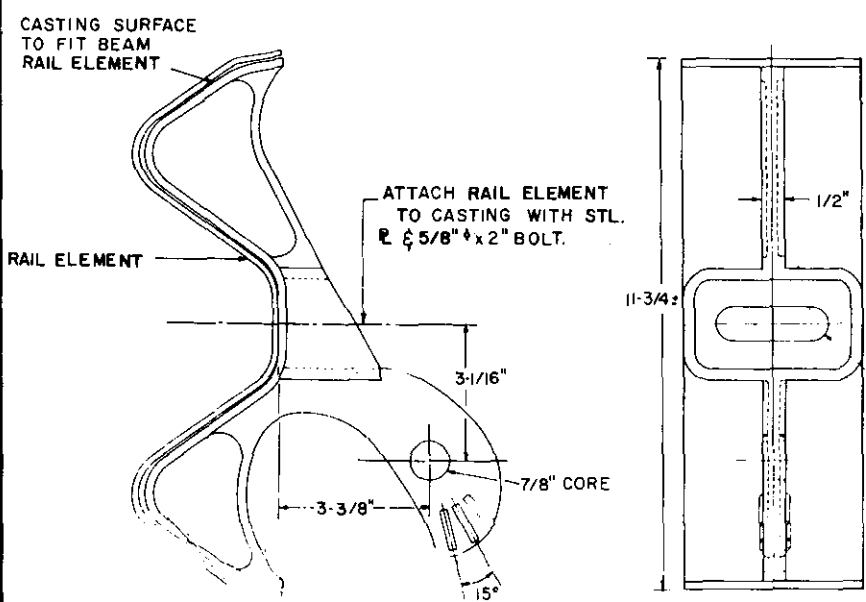 CASTING SURFACE
TO FIT BEAM
RAIL ELEMENT
ATTACH RAIL ELEMENT
TO CASTING WITH STL.
℄ & 5/8"ϕ x 2" BOLT.
RAIL ELEMENT
1/2"
11-3/4±
3-1/16"
7/8" CORE
3-3/8"
15°